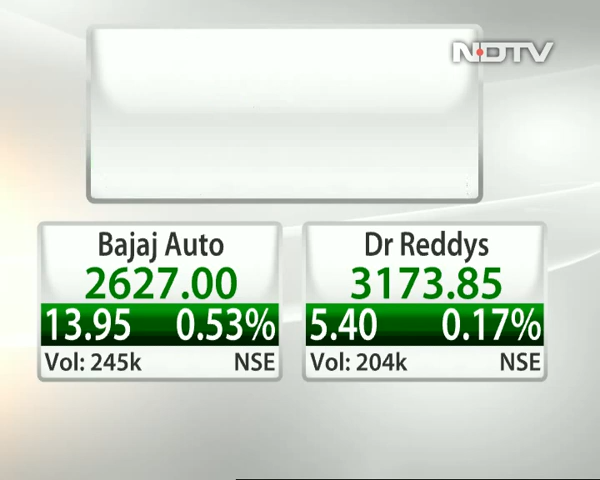 NDTV
Bajaj Auto
2627.00
13.95 0.53%
Vol: 245k NSE
Dr Reddys
3173.85
5.40 0.17%
Vol: 204k NSE